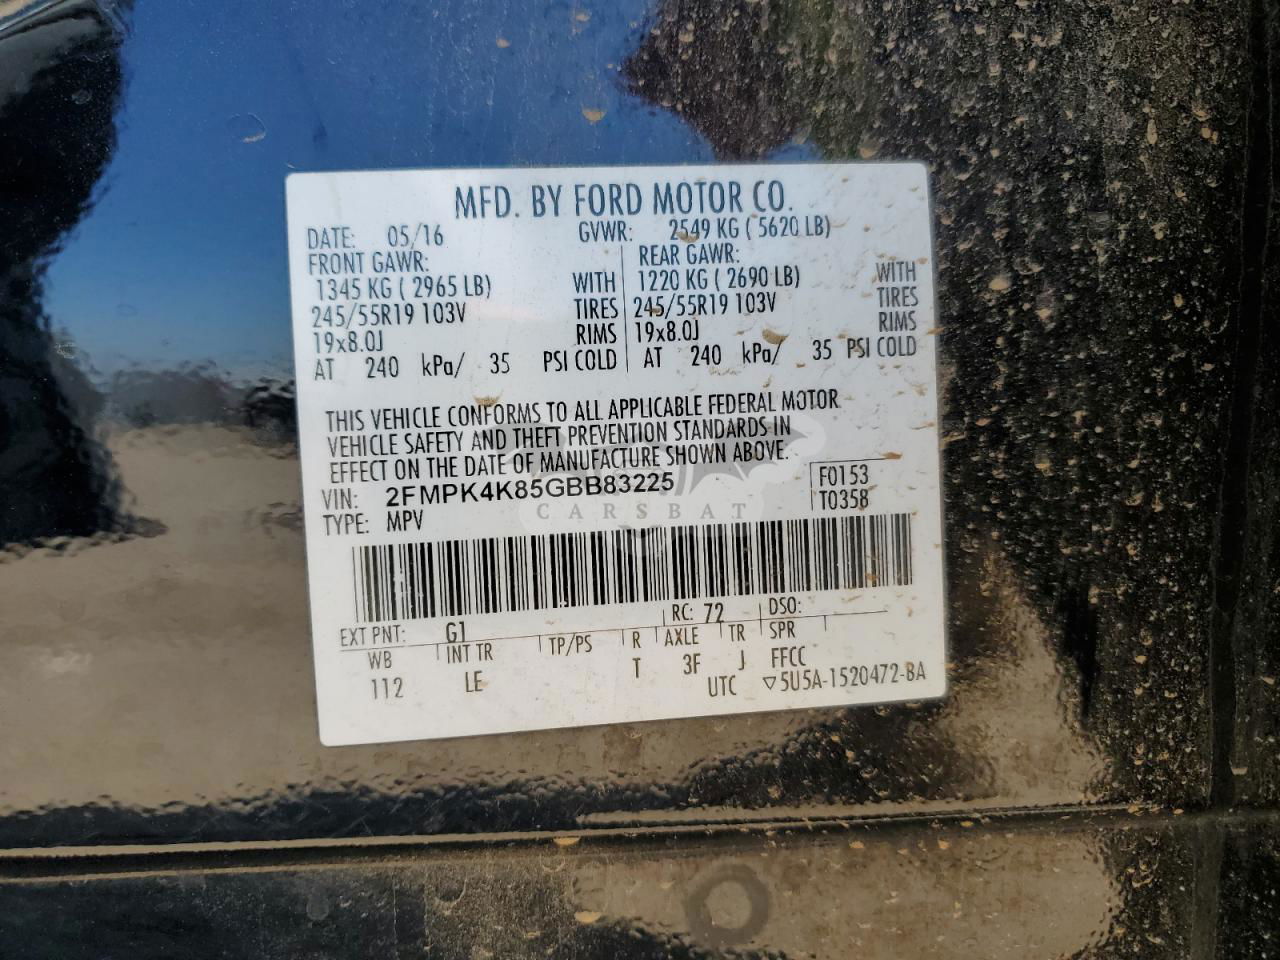 MFD. BY FORD MOTOR CO.
DATE: 05/16 GVWR: 2549 KG ( 5620 LB)
FRONT GAWR: REAR GAWR:
1345 KG ( 2965 LB) WITH 1220 KG ( 2690 LB) WITH
245/55R19 103V TIRES 245/55R19 103V TIRES
19x8.0J RIMS 19x8.0J RIMS
AT 240 kPa/ 35 PSI COLD AT 240 kPa/ 35 PSI COLD
THIS VEHICLE CONFORMS TO ALL APPLICABLE FEDERAL MOTOR
VEHICLE SAFETY AND THEFT PREVENTION STANDARDS IN
EFFECT ON THE DATE OF MANUFACTURE SHOWN ABOVE.
VIN: 2FMPK4K85GBB83225 F0153
TYPE: MPV T0358
CARSBAT
EXT PNT: G1 RC: 72 DSO:
WB INT TR TP/PS R AXLE TR SPR
112 LE T 3F J FFCC
UTC ▽5U5A-1520472-BA